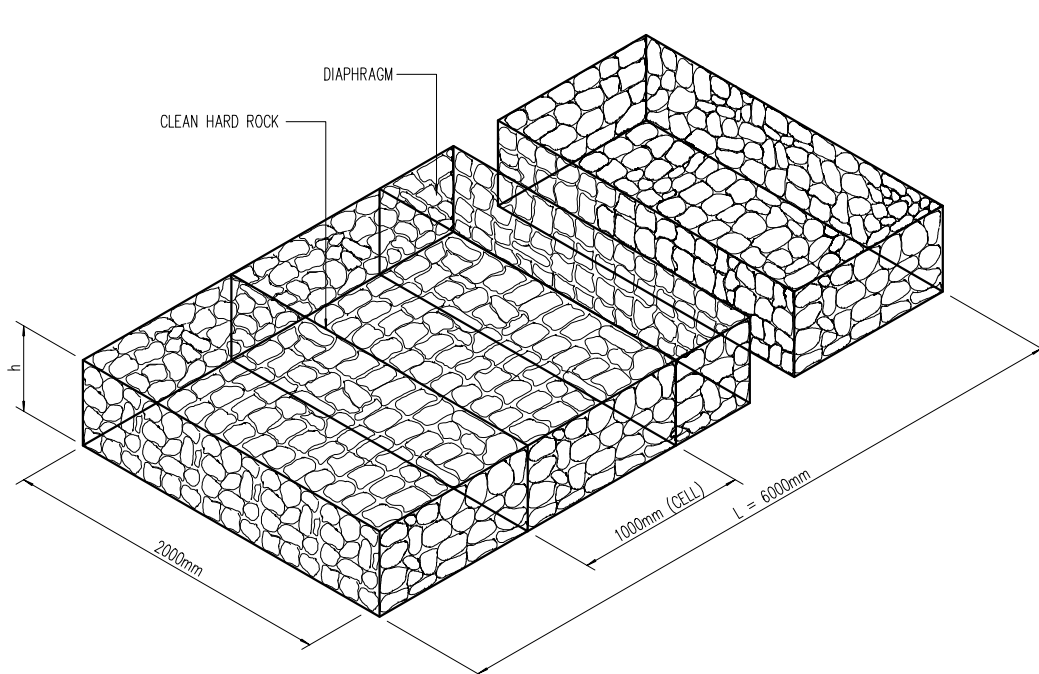 DIAPHRAGM
CLEAN HARD ROCK
h
2000mm
1000mm (CELL)
L = 6000mm